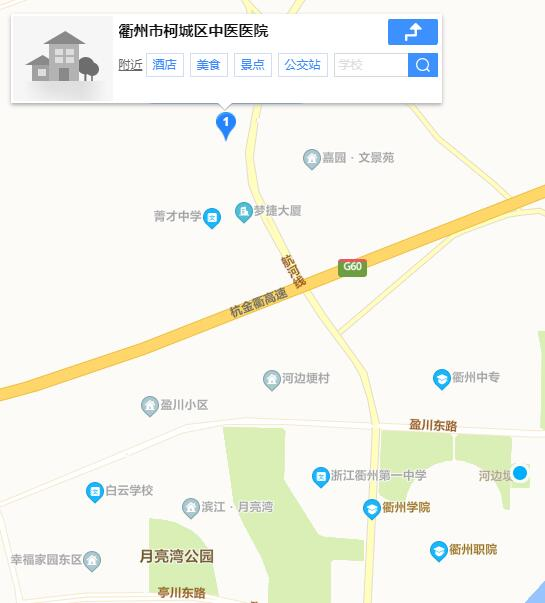 衢州市柯城区中医医院
附近 酒店 美食 景点 公交站 学校
1
嘉园·文景苑
菁才中学
梦捷大厦
航河线
G60
杭金衢高速
河边埂村
衢州中专
盈川小区
盈川东路
浙江衢州第一中学
河边埂
白云学校
滨江·月亮湾
衢州学院
衢州职院
月亮湾公园
幸福家园东区
亭川东路